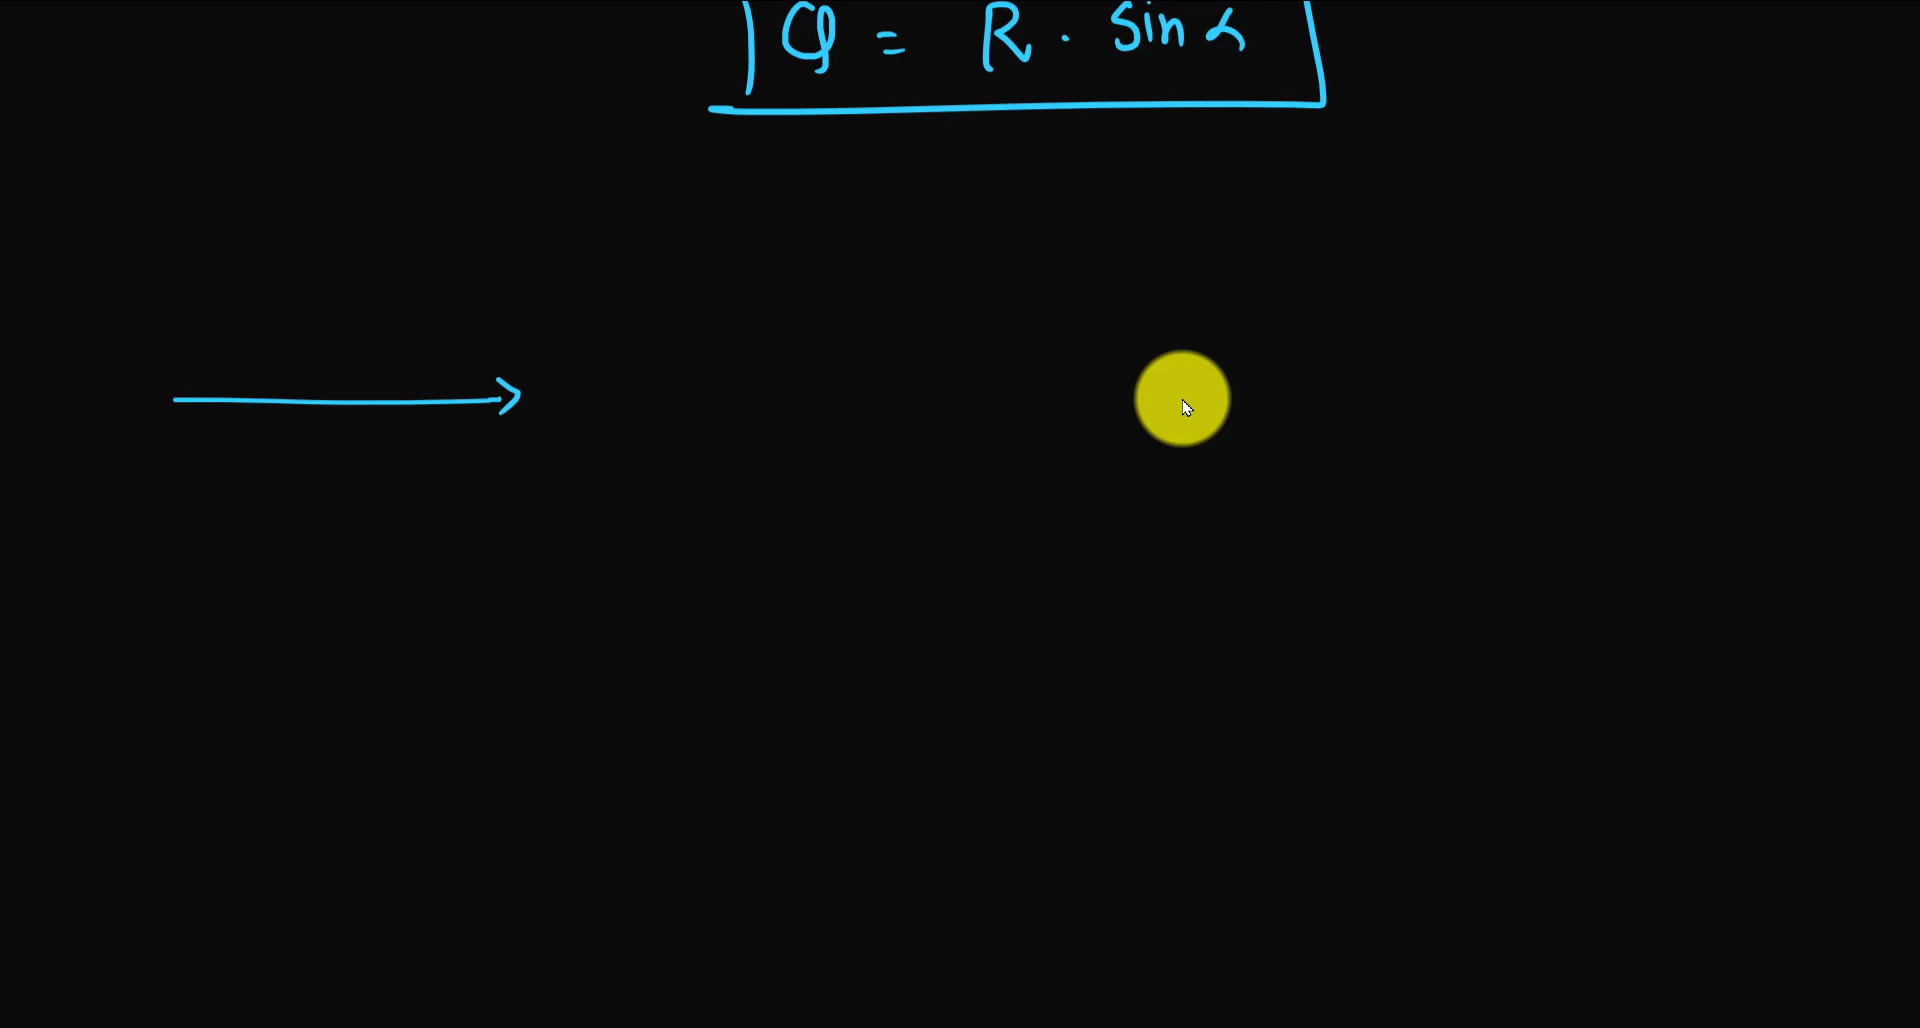 Q = R . Sin α